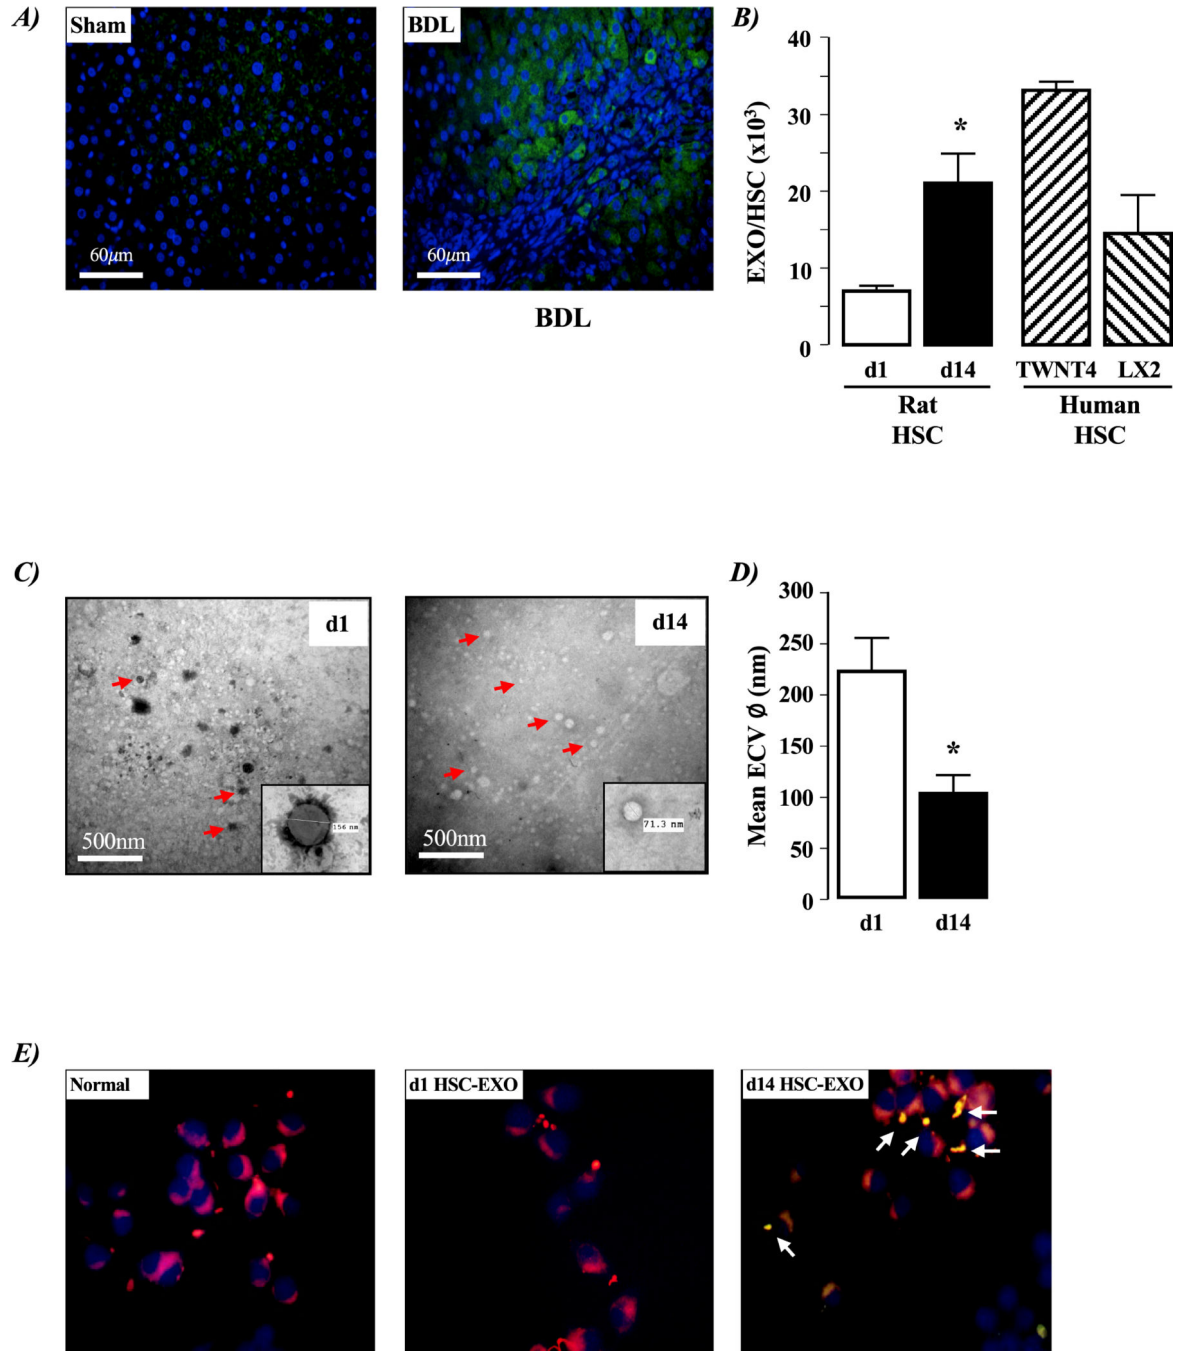 A)
Sham
60μm
BDL
60μm
BDL
B)
EXO/HSC (x10³)
40
30
20
10
0
*
d1
d14
TWNT4
LX2
Rat
HSC
Human
HSC
C)
d1
500nm
156 nm
d14
500nm
71.3 nm
D)
Mean ECV Ø (nm)
300
250
200
150
100
50
0
*
d1
d14
E)
Normal
d1 HSC-EXO
d14 HSC-EXO